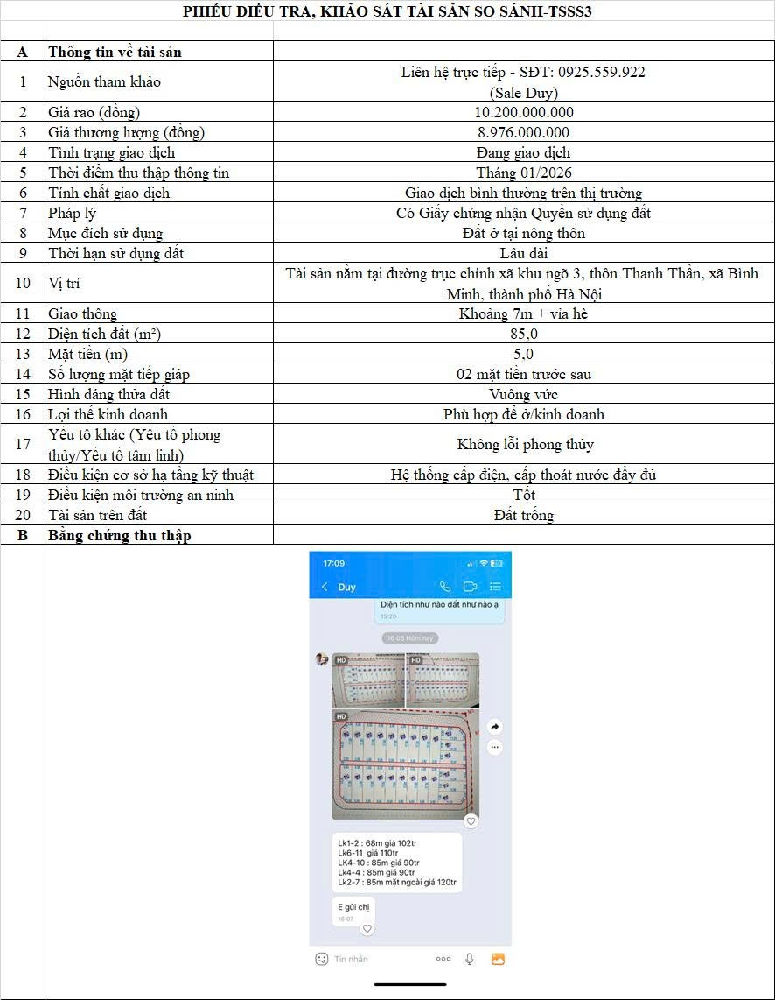 PHIẾU ĐIỀU TRA, KHẢO SÁT TÀI SẢN SO SÁNH-TSSS3
A Thông tin về tài sản
1 Nguồn tham khảo Liên hệ trực tiếp - SĐT: 0925.559.922
(Sale Duy)
2 Giá rao (đồng) 10.200.000.000
3 Giá thương lượng (đồng) 8.976.000.000
4 Tình trạng giao dịch Đang giao dịch
5 Thời điểm thu thập thông tin Tháng 01/2026
6 Tính chất giao dịch Giao dịch bình thường trên thị trường
7 Pháp lý Có Giấy chứng nhận Quyền sử dụng đất
8 Mục đích sử dụng Đất ở tại nông thôn
9 Thời hạn sử dụng đất Lâu dài
10 Vị trí Tài sản nằm tại đường trục chính xã khu ngõ 3, thôn Thanh Thần, xã Bình
Minh, thành phố Hà Nội
11 Giao thông Khoảng 7m + vỉa hè
12 Diện tích đất (m²) 85,0
13 Mặt tiền (m) 5,0
14 Số lượng mặt tiếp giáp 02 mặt tiền trước sau
15 Hình dáng thửa đất Vuông vức
16 Lợi thế kinh doanh Phù hợp để ở/kinh doanh
17 Yếu tố khác (Yếu tố phong
thủy/Yếu tố tâm linh) Không lỗi phong thủy
18 Điều kiện cơ sở hạ tầng kỹ thuật Hệ thống cấp điện, cấp thoát nước đầy đủ
19 Điều kiện môi trường an ninh Tốt
20 Tài sản trên đất Đất trống
B Bằng chứng thu thập
17:09
Duy
Diện tích như nào đất như nào ạ
15:20
16:05 Hôm nay
HD HD
HD
Lk1-2 : 68m giá 102tr
Lk6-11 giá 110tr
LK4-10 : 85m giá 90tr
Lk4-4 : 85m giá 90tr
Lk2-7 : 85m mặt ngoài giá 120tr
E gủi chị
16:07
Tin nhắn